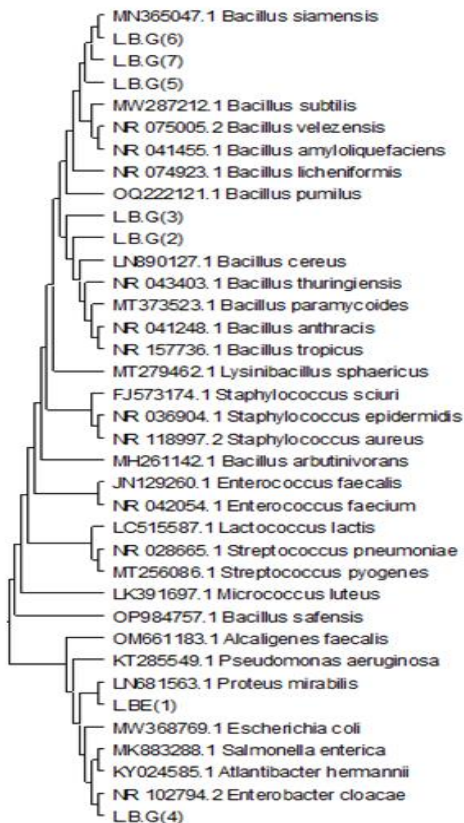 MN365047.1 Bacillus siamensis
L.B.G(6)
L.B.G(7)
L.B.G(5)
MW287212.1 Bacillus subtilis
NR 075005.2 Bacillus velezensis
NR 041455.1 Bacillus amyloliquefaciens
NR 074923.1 Bacillus licheniformis
OQ222121.1 Bacillus pumilus
L.B.G(3)
L.B.G(2)
LN890127.1 Bacillus cereus
NR 043403.1 Bacillus thuringiensis
MT373523.1 Bacillus paramycoides
NR 041248.1 Bacillus anthracis
NR 157736.1 Bacillus tropicus
MT279462.1 Lysinibacillus sphaericus
FJ573174.1 Staphylococcus sciuri
NR 036904.1 Staphylococcus epidermidis
NR 118997.2 Staphylococcus aureus
MH261142.1 Bacillus arbutinivorans
JN129260.1 Enterococcus faecalis
NR 042054.1 Enterococcus faecium
LC515587.1 Lactococcus lactis
NR 028665.1 Streptococcus pneumoniae
MT256086.1 Streptococcus pyogenes
LK391697.1 Micrococcus luteus
OP984757.1 Bacillus safensis
OM661183.1 Alcaligenes faecalis
KT285549.1 Pseudomonas aeruginosa
LN681563.1 Proteus mirabilis
L.BE(1)
MW368769.1 Escherichia coli
MK883288.1 Salmonella enterica
KY024585.1 Atlantibacter hermannii
NR 102794.2 Enterobacter cloacae
L.B.G(4)